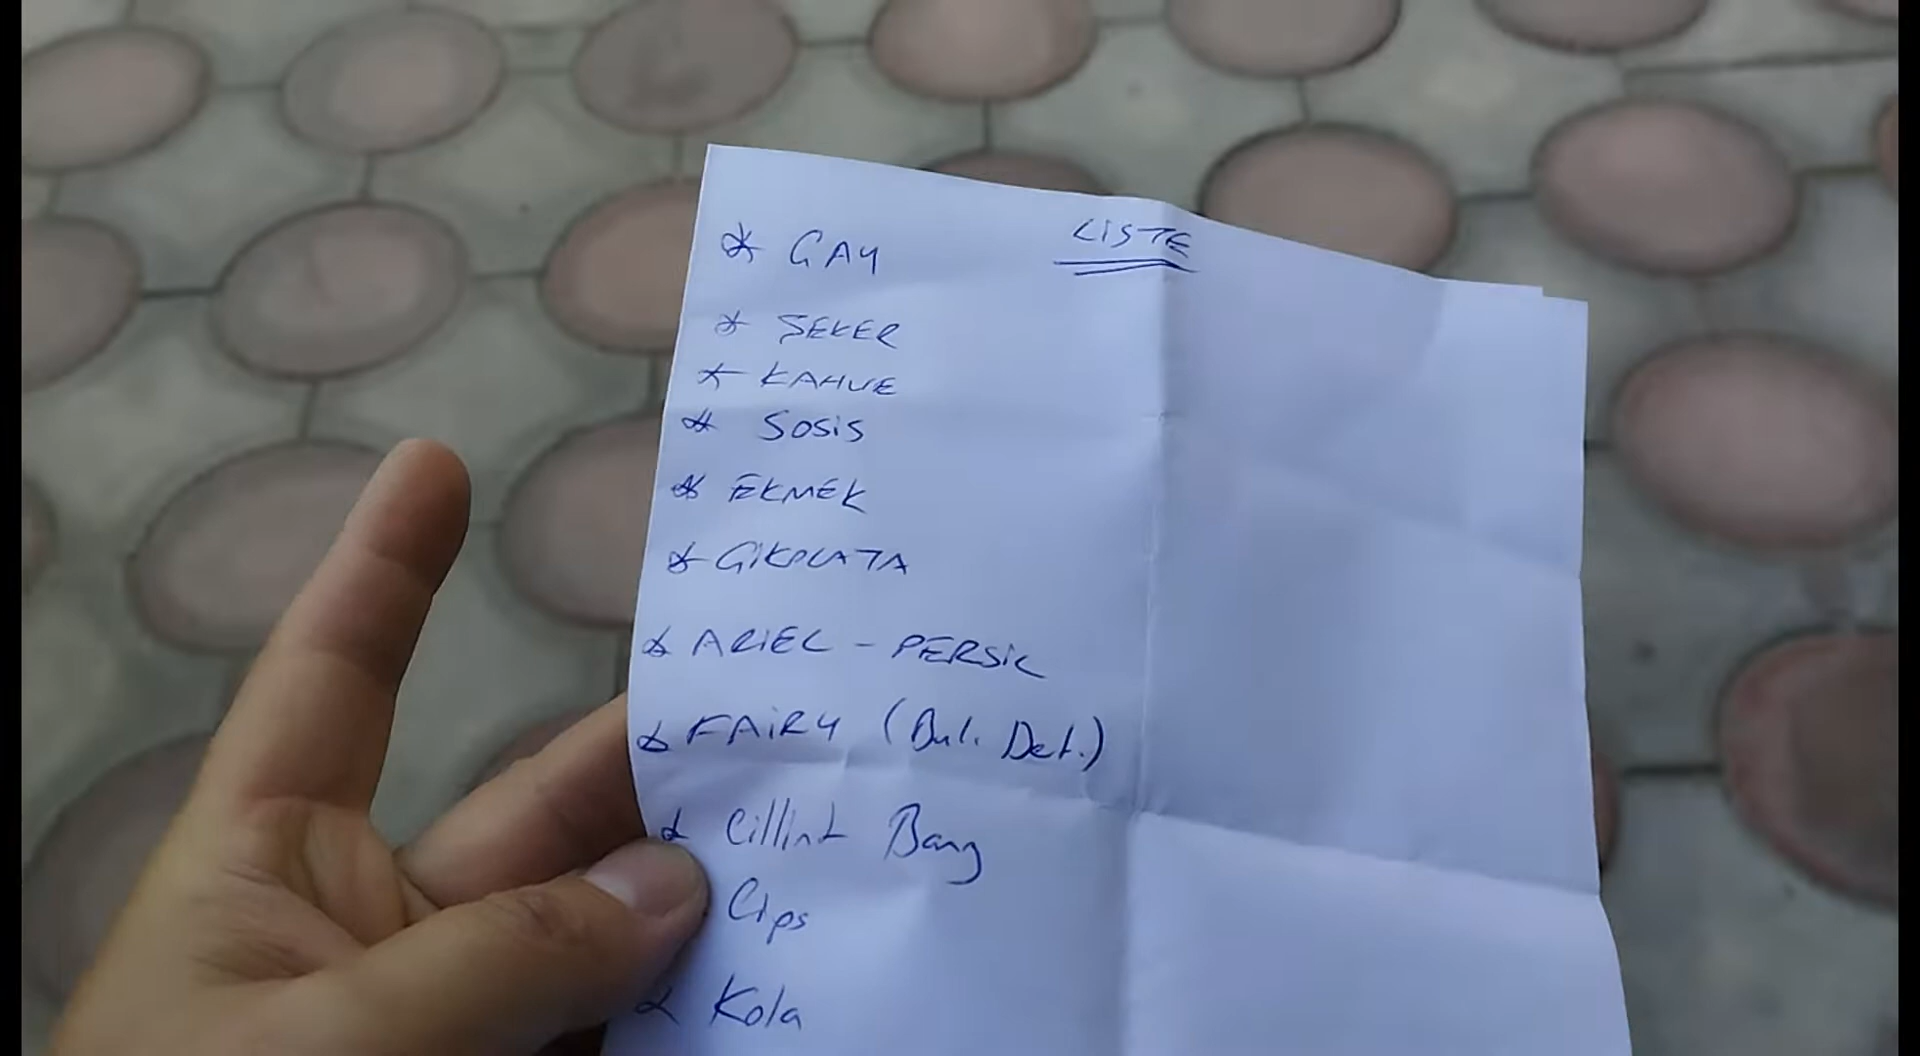 LİSTE
* ÇAY
* ŞEKER
* KAHVE
* SOSİS
* EKMEK
* ÇİKOLATA
* ARİEL - PERSİL
* FAİRY (Bul. Det.)
* Cillint Bang
Cips
* Kola